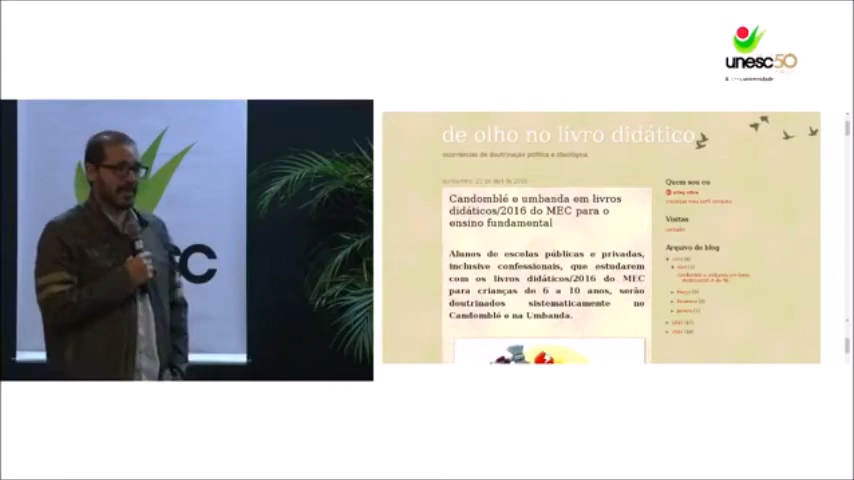 unesc50
de olho no livro didático
ocorrências de doutrinação política e ideológica
Candomblé e umbanda em livros
didáticos/2016 do MEC para o
ensino fundamental
Alunos de escolas públicas e privadas,
inclusive confessionais, que estudarem
com os livros didáticos/2016 do MEC
para crianças de 6 a 10 anos, serão
doutrinados sistematicamente no
Candomblé e na Umbanda.
Quem sou eu
Visitas
Arquivo do blog